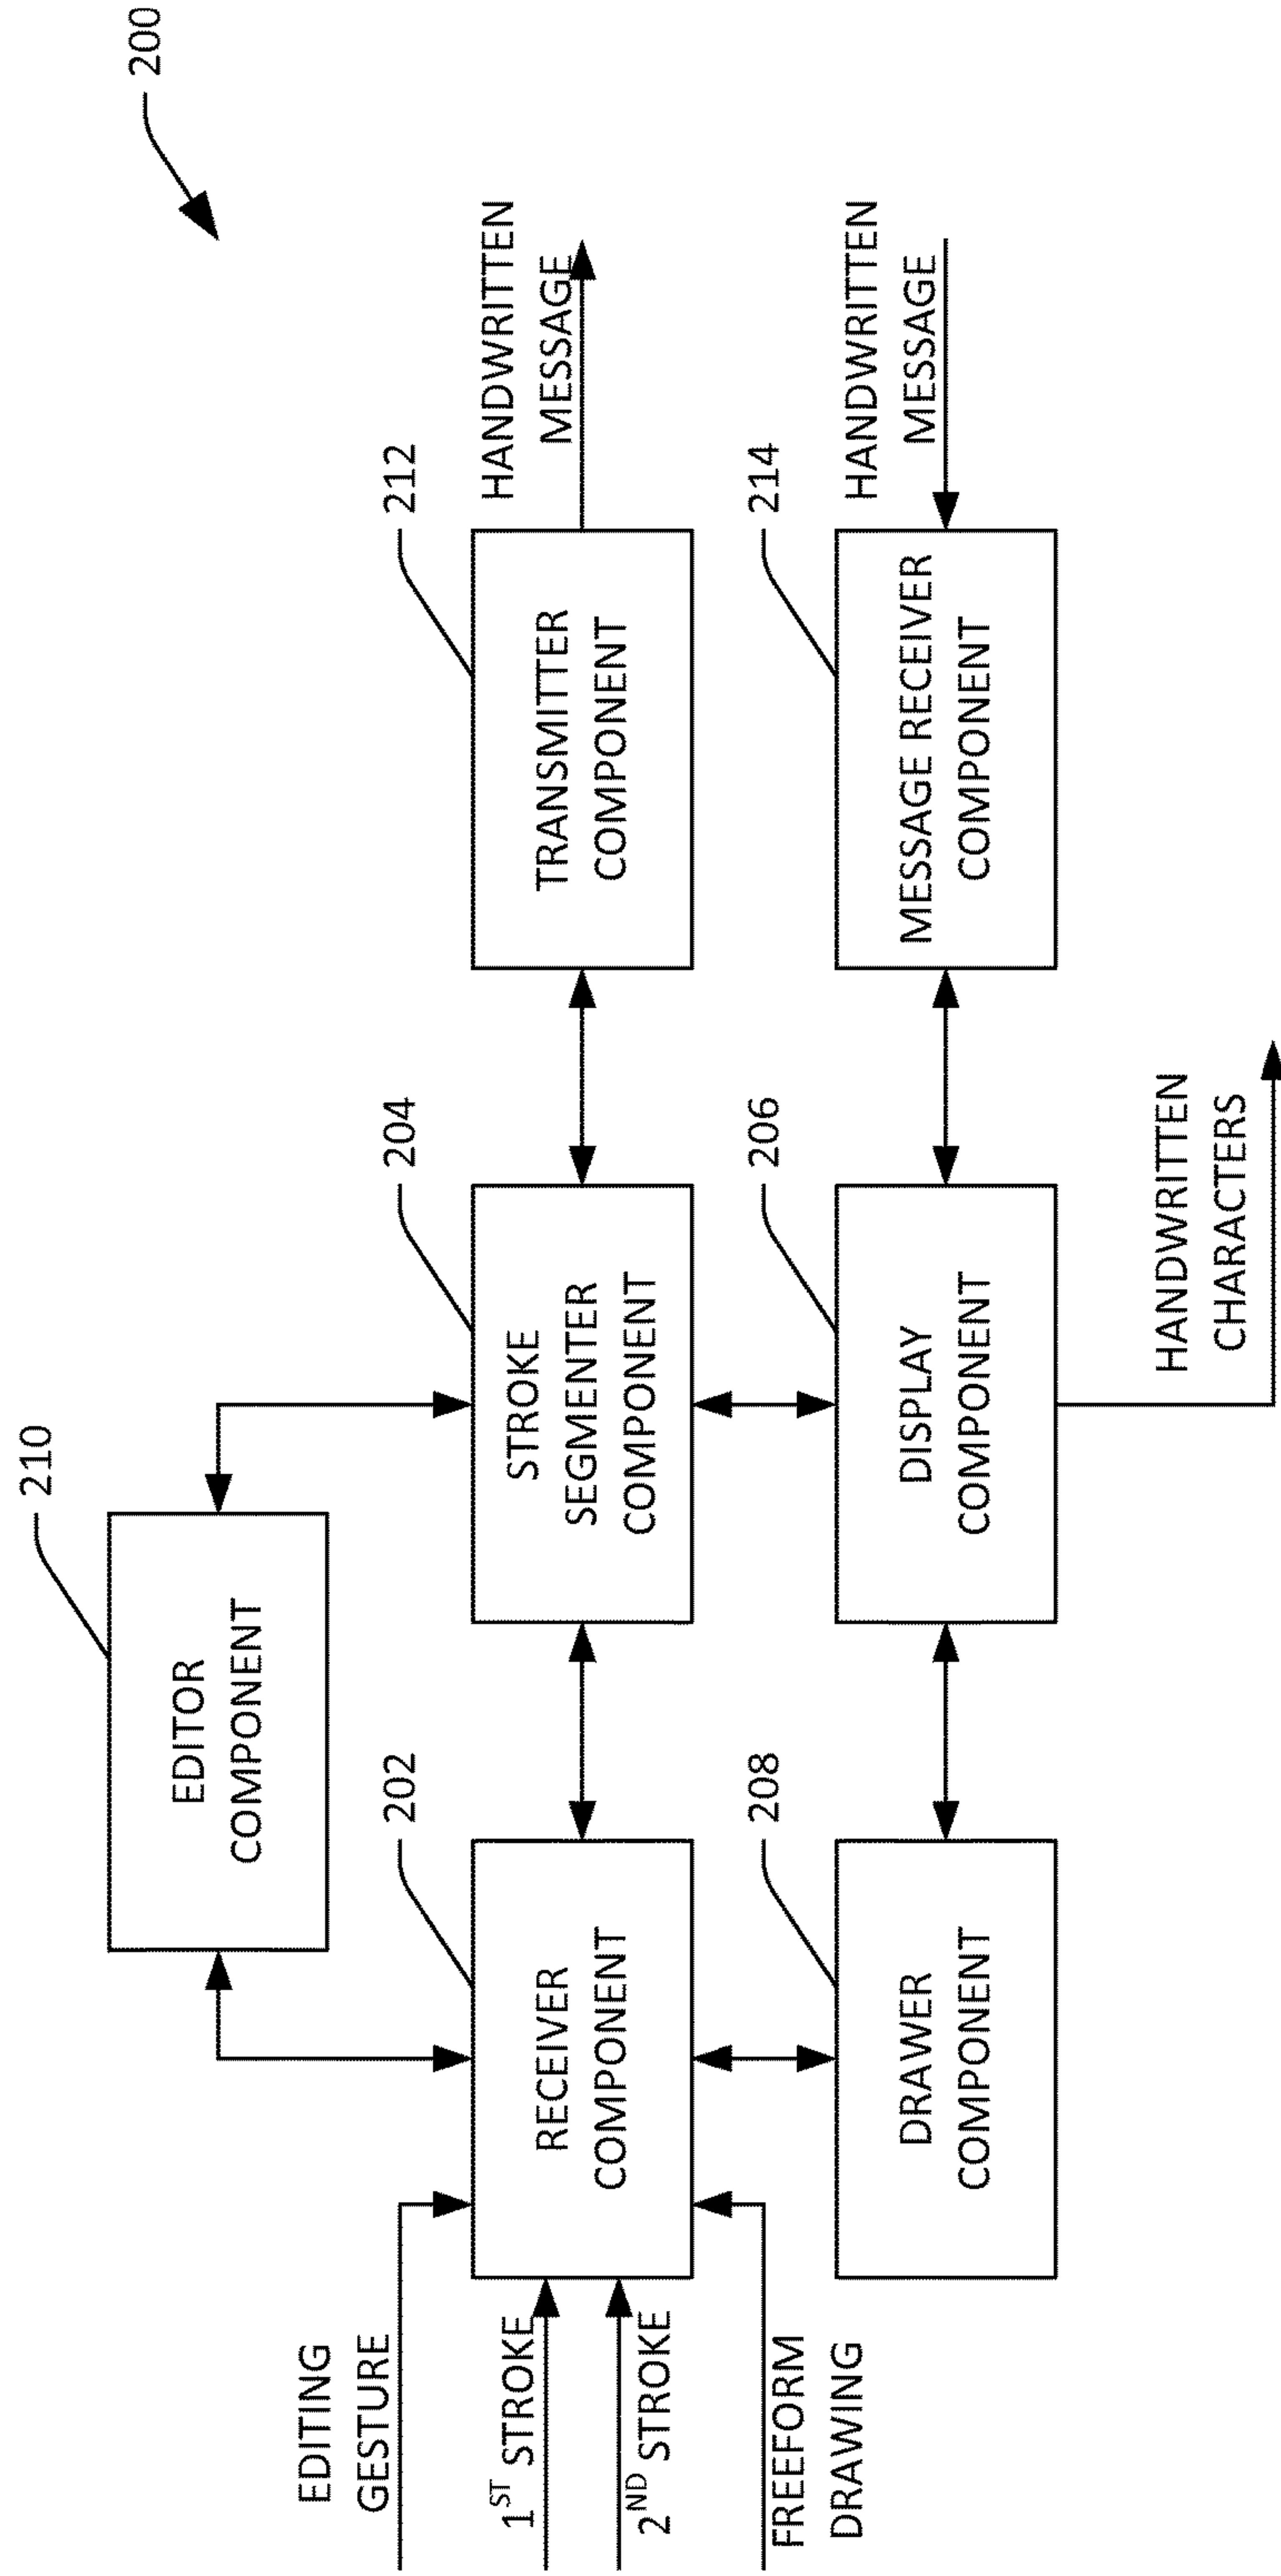 200
210
EDITOR
COMPONENT
EDITING
GESTURE
202
204
212
1ST STROKE
2ND STROKE
RECEIVER
COMPONENT
STROKE
SEGMENTER
COMPONENT
TRANSMITTER
COMPONENT
HANDWRITTEN
MESSAGE
FREEFORM
DRAWING
208
206
214
DRAWER
COMPONENT
DISPLAY
COMPONENT
MESSAGE RECEIVER
COMPONENT
HANDWRITTEN
MESSAGE
HANDWRITTEN
CHARACTERS